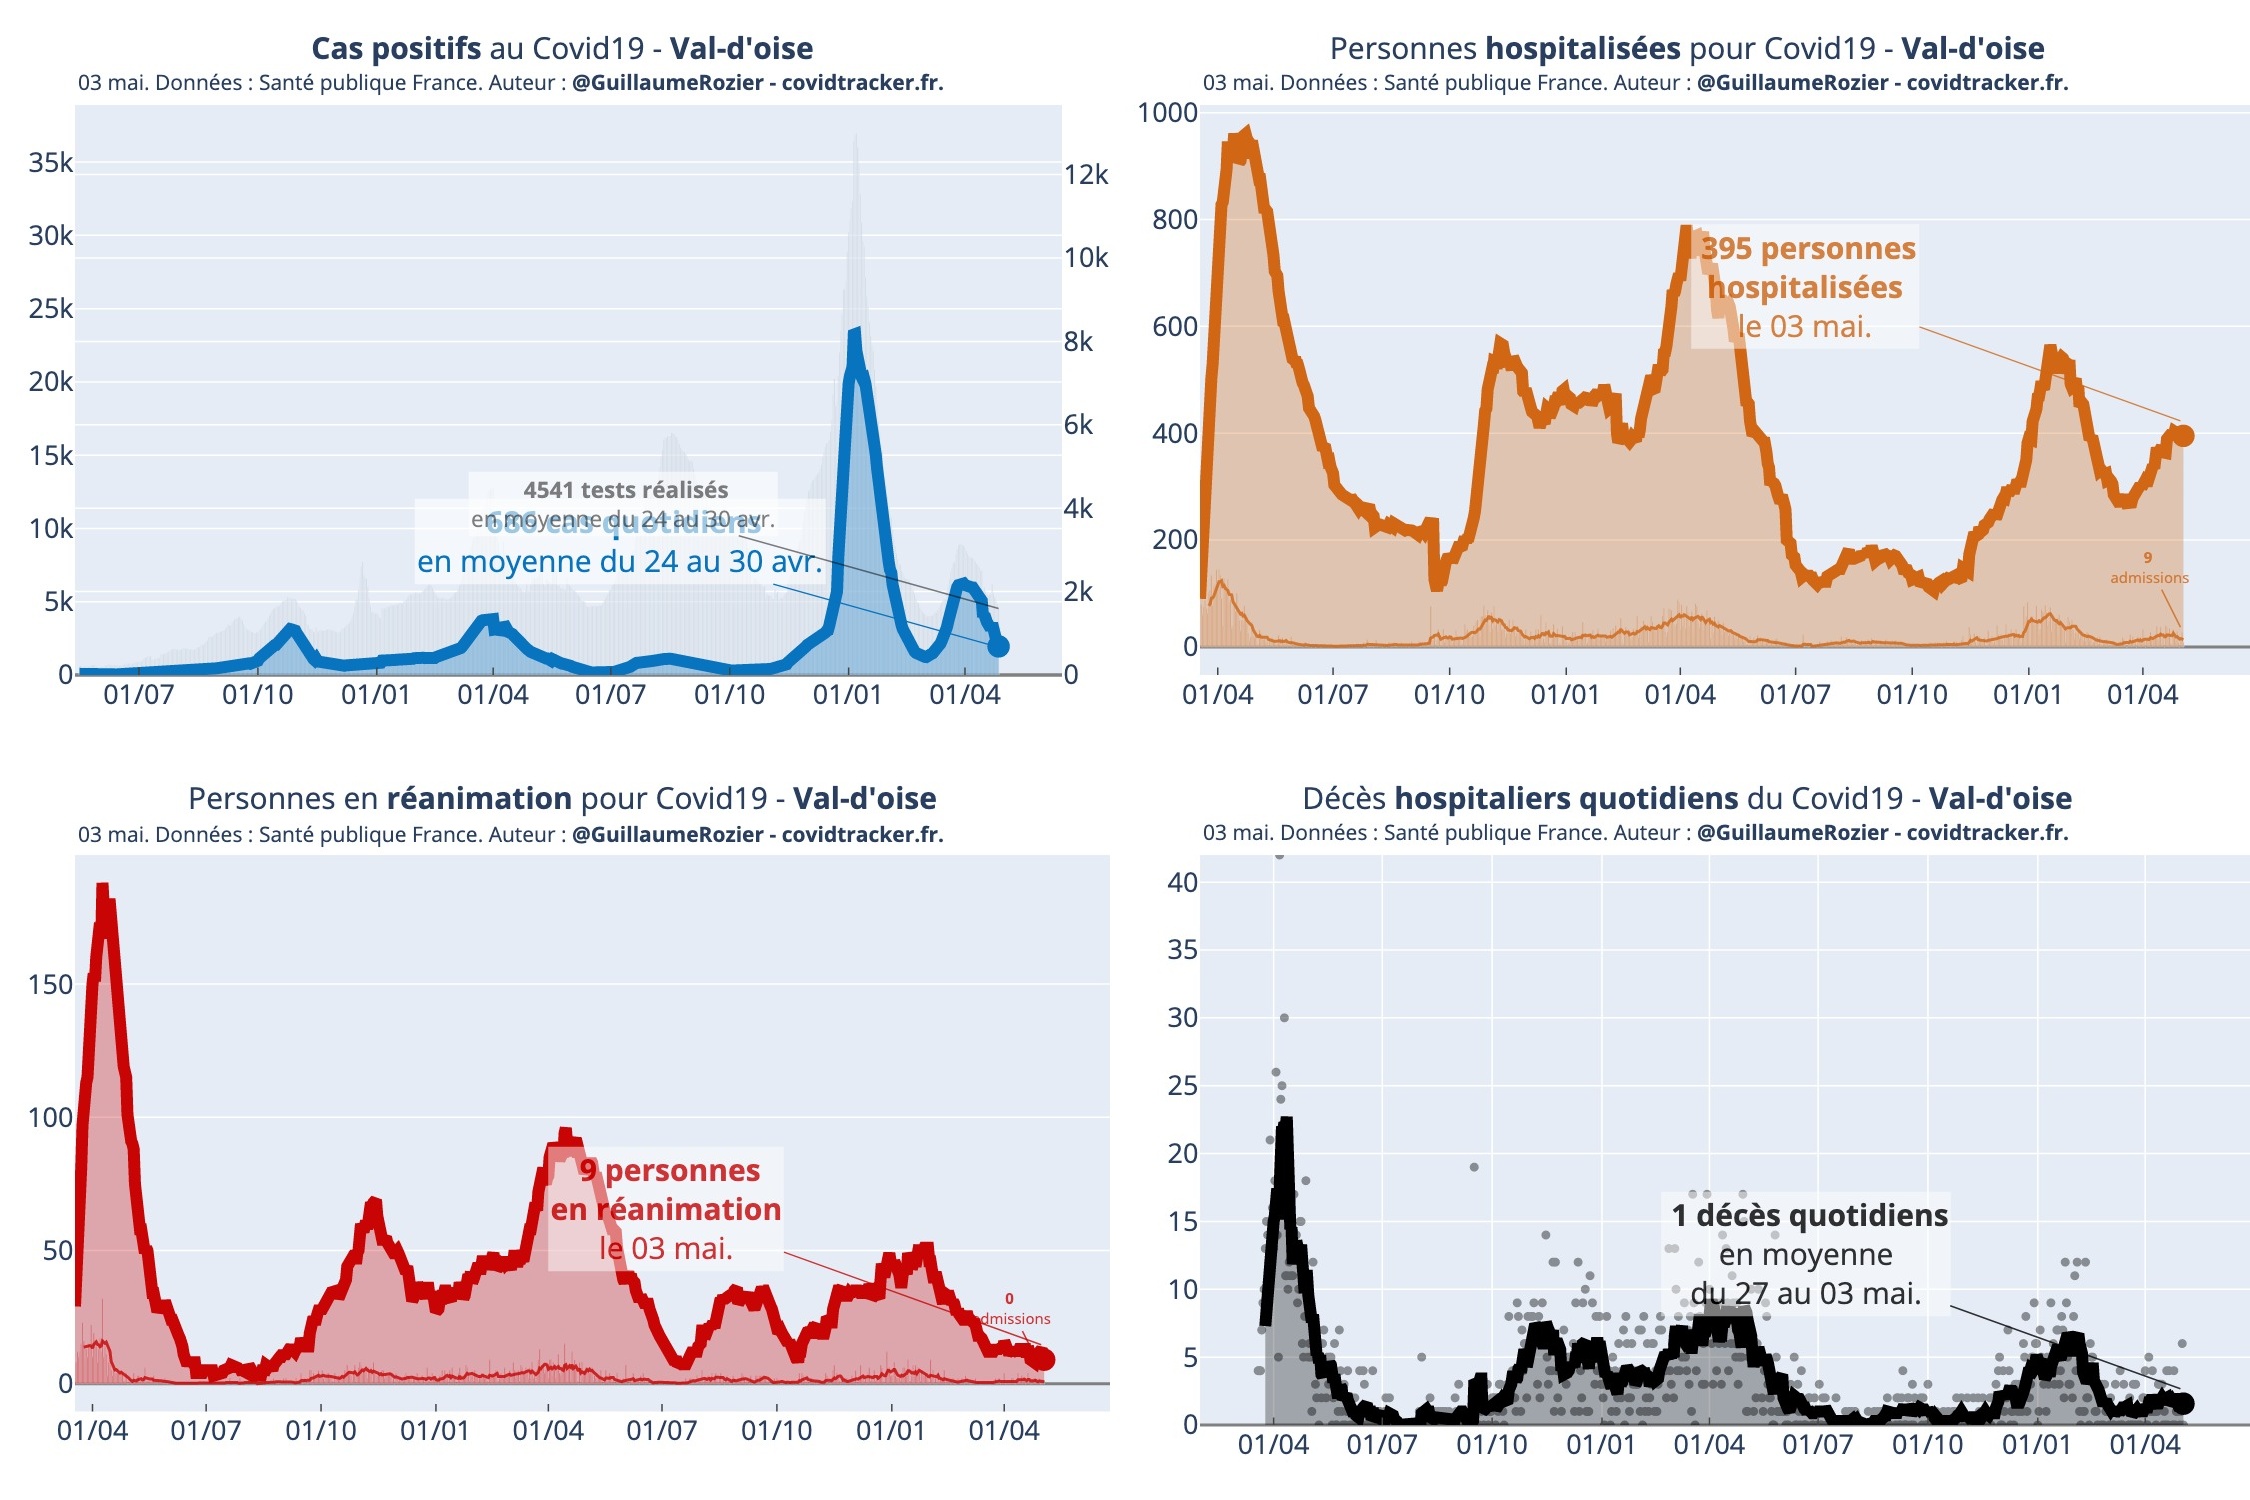 Cas positifs au Covid19 - Val-d'oise
03 mai. Données : Santé publique France. Auteur : @GuillaumeRozier - covidtracker.fr.
35k
30k
25k
20k
15k
10k
5k
0
12k
10k
8k
6k
4k
2k
0
4541 tests réalisés
en moyenne du 24 au 30 avr.
686 cas quotidiens
en moyenne du 24 au 30 avr.
01/07 01/10 01/01 01/04 01/07 01/10 01/01 01/04
Personnes hospitalisées pour Covid19 - Val-d'oise
03 mai. Données : Santé publique France. Auteur : @GuillaumeRozier - covidtracker.fr.
1000
800
600
400
200
0
395 personnes
hospitalisées
le 03 mai.
9
admissions
01/04 01/07 01/10 01/01 01/04 01/07 01/10 01/01 01/04
Personnes en réanimation pour Covid19 - Val-d'oise
03 mai. Données : Santé publique France. Auteur : @GuillaumeRozier - covidtracker.fr.
150
100
50
0
9 personnes
en réanimation
le 03 mai.
0
admissions
01/04 01/07 01/10 01/01 01/04 01/07 01/10 01/01 01/04
Décès hospitaliers quotidiens du Covid19 - Val-d'oise
03 mai. Données : Santé publique France. Auteur : @GuillaumeRozier - covidtracker.fr.
40
35
30
25
20
15
10
5
0
1 décès quotidiens
en moyenne
du 27 au 03 mai.
01/04 01/07 01/10 01/01 01/04 01/07 01/10 01/01 01/04